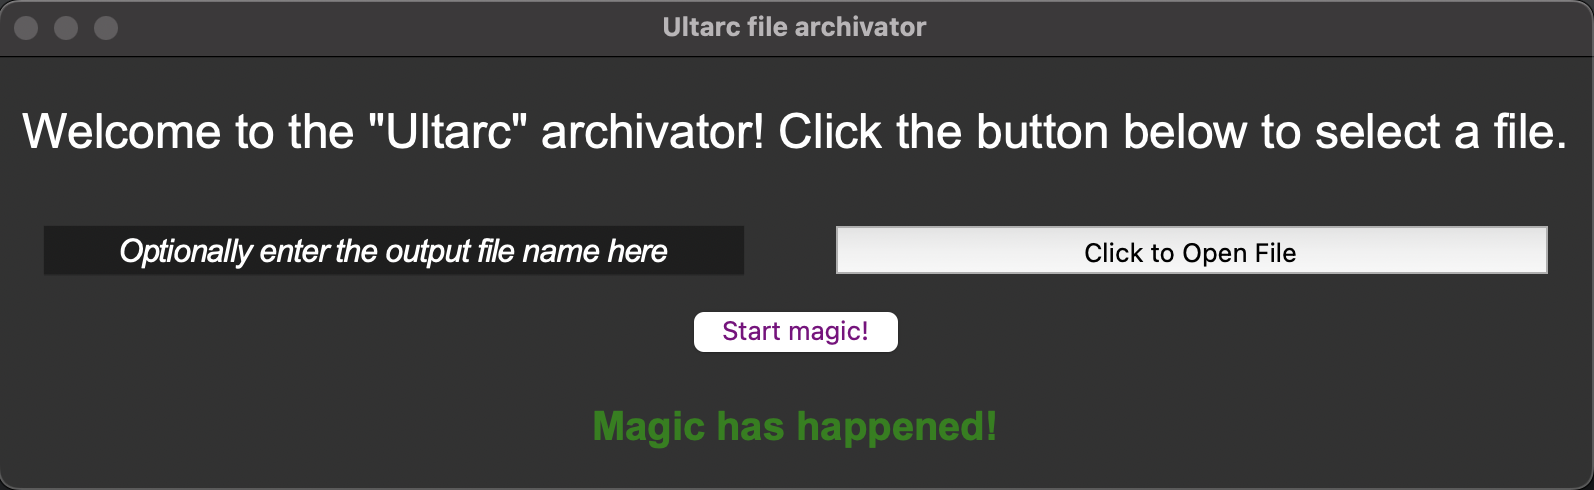 Ultarc file archivator
Welcome to the "Ultarc" archivator! Click the button below to select a file.
Optionally enter the output file name here
Click to Open File
Start magic!
Magic has happened!